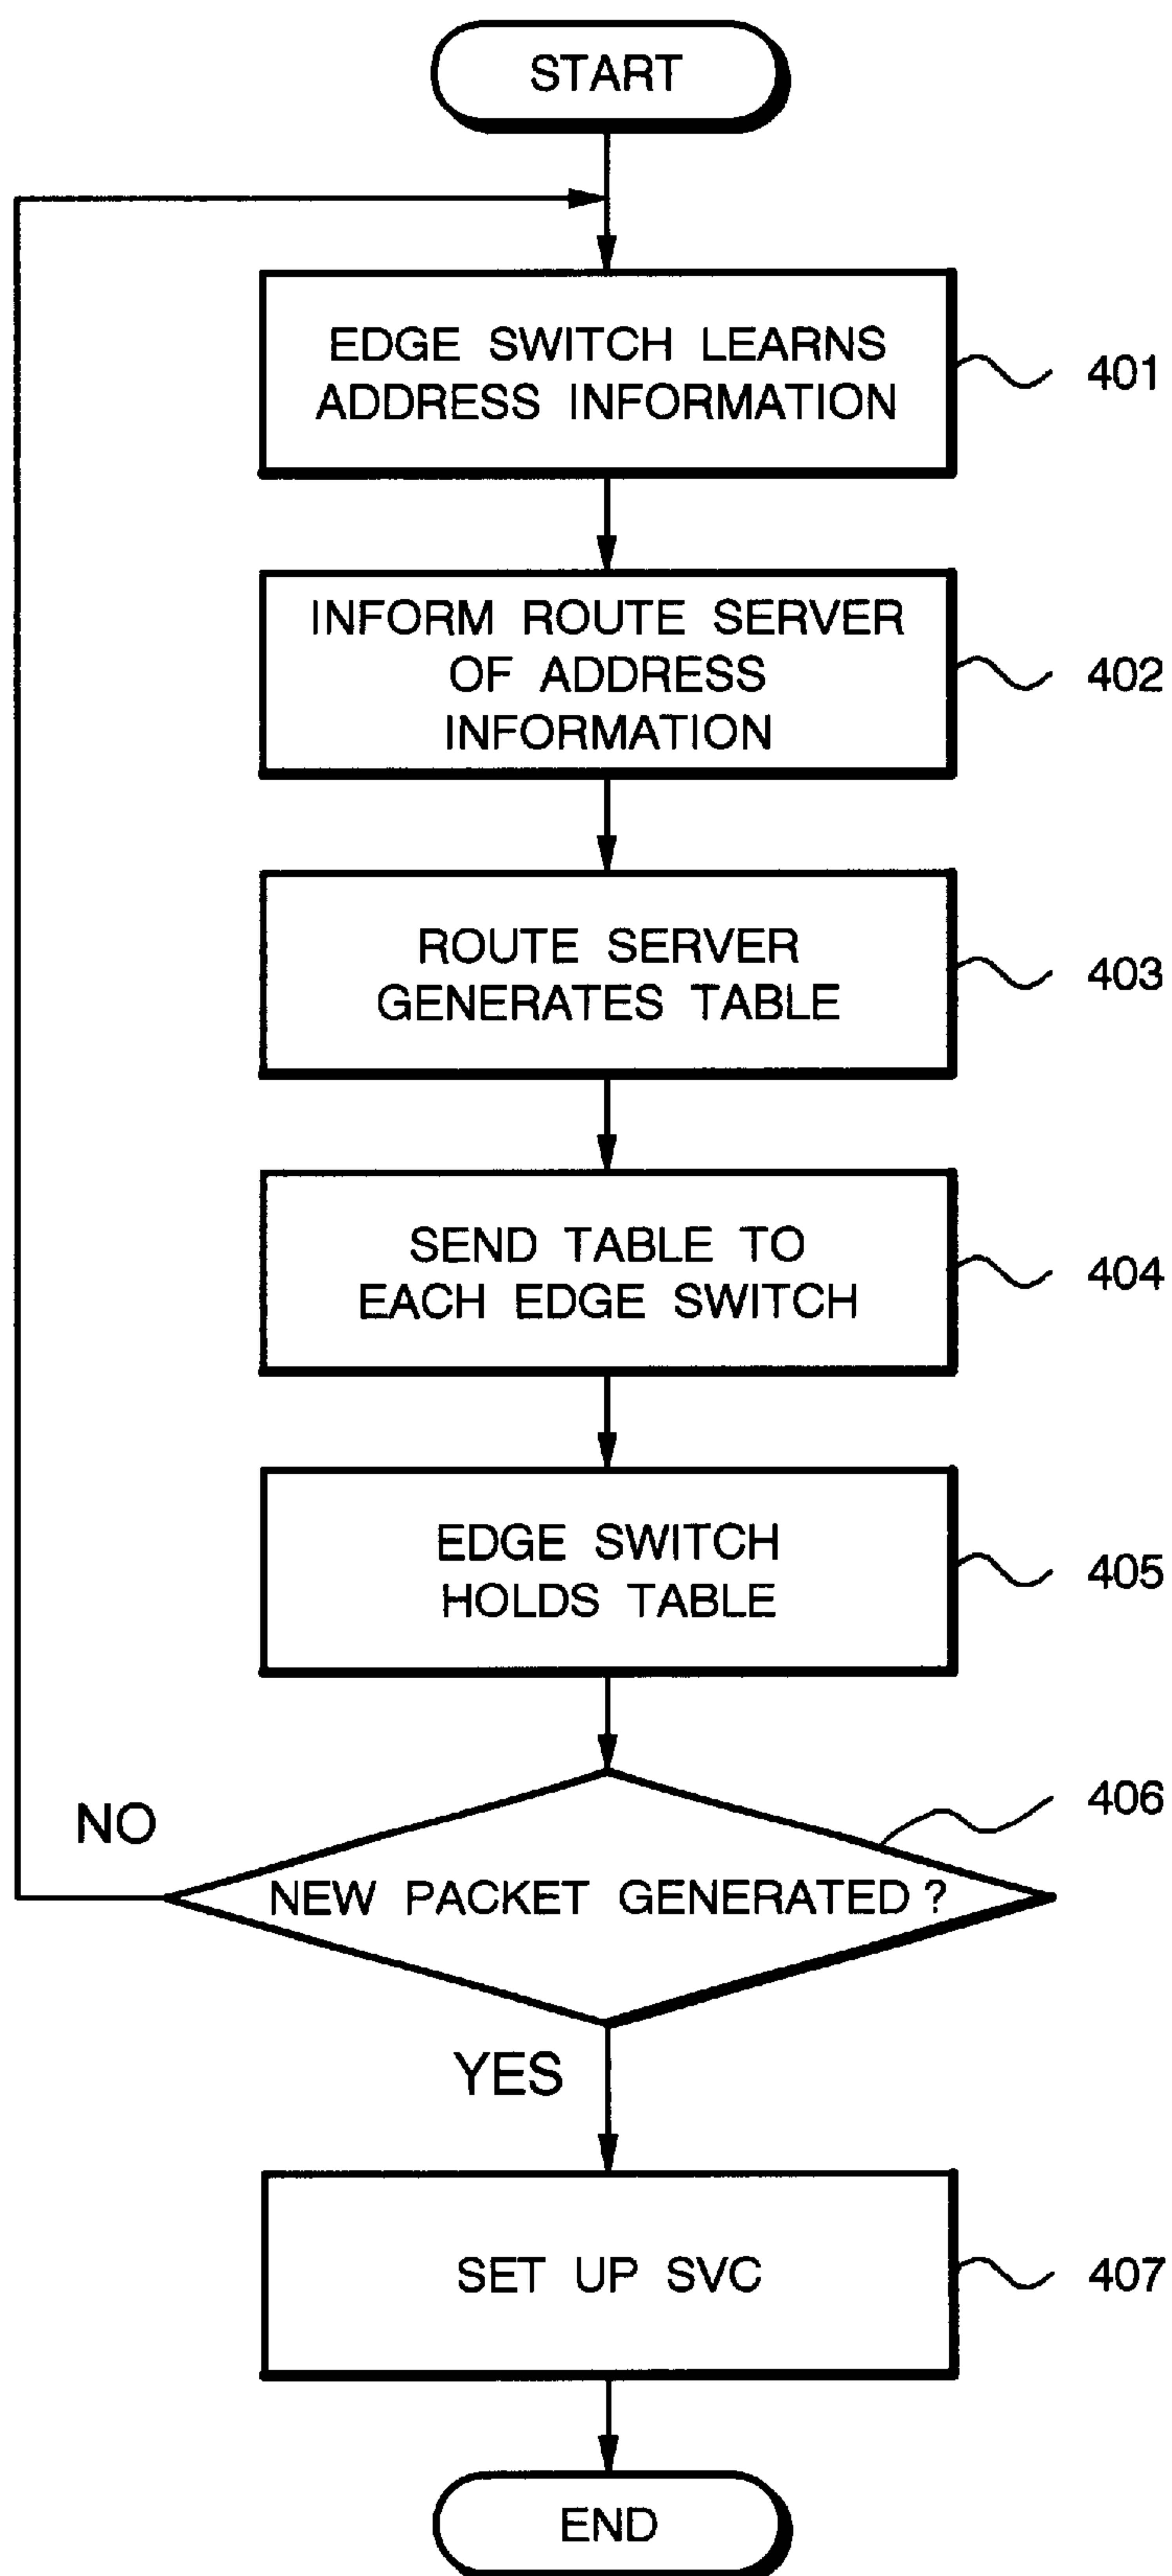 START
EDGE SWITCH LEARNS
ADDRESS INFORMATION
401
INFORM ROUTE SERVER
OF ADDRESS
INFORMATION
402
ROUTE SERVER
GENERATES TABLE
403
SEND TABLE TO
EACH EDGE SWITCH
404
EDGE SWITCH
HOLDS TABLE
405
406
NO
NEW PACKET GENERATED ?
YES
SET UP SVC
407
END